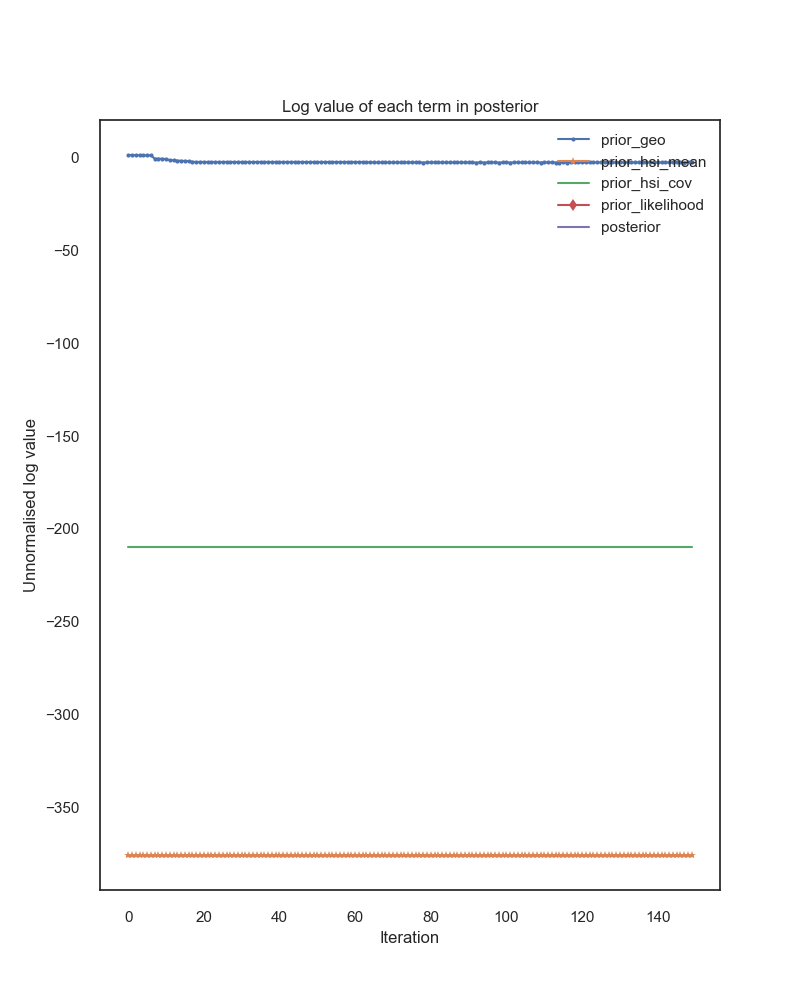 Log value of each term in posterior
prior_geo
prior_hsi_mean
prior_hsi_cov
prior_likelihood
posterior
0
−50
−100
−150
−200
−250
−300
−350
Unnormalised log value
0 20 40 60 80 100 120 140
Iteration